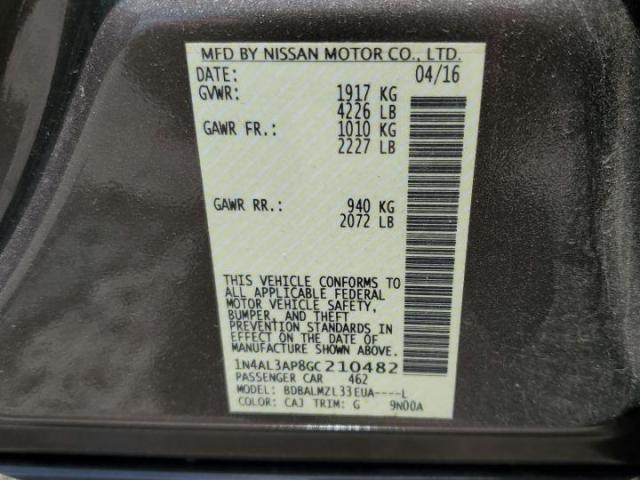 MFD BY NISSAN MOTOR CO., LTD.
DATE: 04/16
GVWR: 1917 KG
4226 LB
GAWR FR.: 1010 KG
2227 LB
GAWR RR.: 940 KG
2072 LB
THIS VEHICLE CONFORMS TO
ALL APPLICABLE FEDERAL
MOTOR VEHICLE SAFETY,
BUMPER, AND THEFT
PREVENTION STANDARDS IN
EFFECT ON THE DATE OF
MANUFACTURE SHOWN ABOVE.
1N4AL3AP8GC210482
PASSENGER CAR 462
MODEL: BDBALMZL33EUA----L
COLOR: CAJ TRIM: G 9N00A